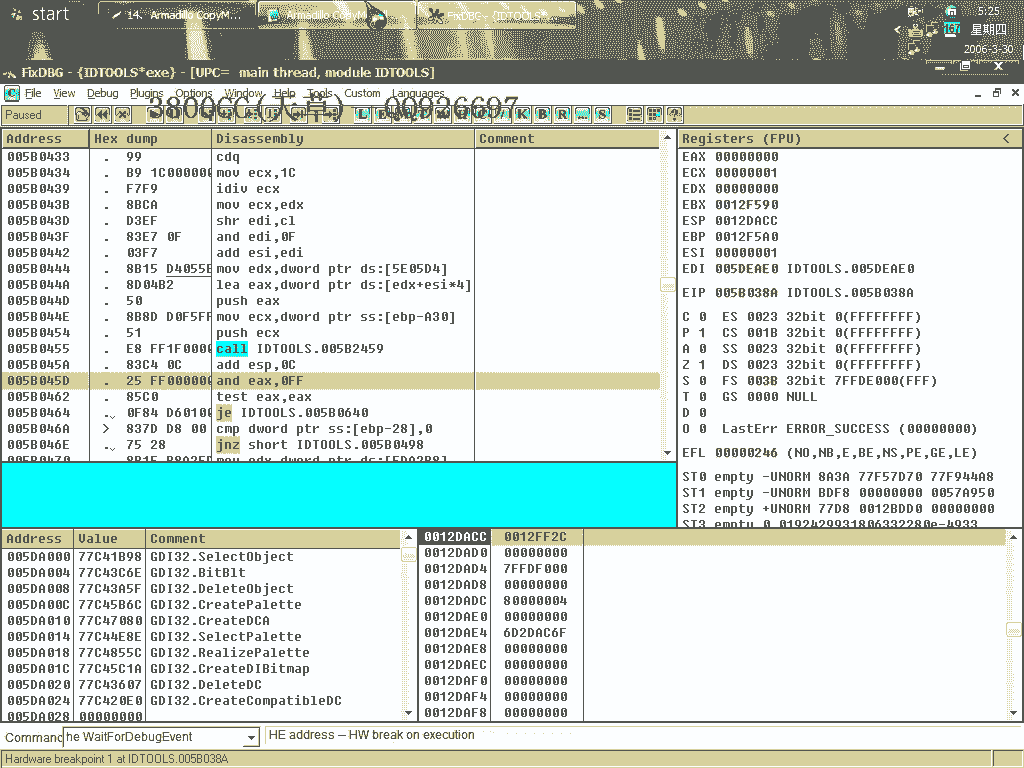 start
14. Armadillo CopyM...
Armadillo CopyM...
FixDBG - {IDTOOLS*...
5:25
197
星期四
2006-3-30
FixDBG - {IDTOOLS*exe} - [UPC= main thread, module IDTOOLS]
C File View Debug Plugins Options Window Help Tools Custom Languages
3800CC(天草) 00926697
Paused
L E K B R ... S
Address Hex dump Disassembly Comment
005B0433 . 99 cdq
005B0434 . B9 1C000000 mov ecx,1C
005B0439 . F7F9 idiv ecx
005B043B . 8BCA mov ecx,edx
005B043D . D3EF shr edi,cl
005B043F . 83E7 0F and edi,0F
005B0442 . 03F7 add esi,edi
005B0444 . 8B15 D4055E mov edx,dword ptr ds:[5E05D4]
005B044A . 8D04B2 lea eax,dword ptr ds:[edx+esi*4]
005B044D . 50 push eax
005B044E . 8B8D D0F5FF mov ecx,dword ptr ss:[ebp-A30]
005B0454 . 51 push ecx
005B0455 . E8 FF1F0000 call IDTOOLS.005B2459
005B045A . 83C4 0C add esp,0C
005B045D . 25 FF000000 and eax,0FF
005B0462 . 85C0 test eax,eax
005B0464 . 0F84 D60100 je IDTOOLS.005B0640
005B046A > 837D D8 00 cmp dword ptr ss:[ebp-28],0
005B046E . 75 28 jnz short IDTOOLS.005B0498
005B0470 . 8B15 B8A2ED mov edx,dword ptr ds:[5DA2B8]
Registers (FPU) <
EAX 00000000
ECX 00000001
EDX 00000000
EBX 0012F590
ESP 0012DACC
EBP 0012F5A0
ESI 00000001
EDI 005DEAE0 IDTOOLS.005DEAE0
EIP 005B038A IDTOOLS.005B038A
C 0 ES 0023 32bit 0(FFFFFFFF)
P 1 CS 001B 32bit 0(FFFFFFFF)
A 0 SS 0023 32bit 0(FFFFFFFF)
Z 1 DS 0023 32bit 0(FFFFFFFF)
S 0 FS 003B 32bit 7FFDE000(FFF)
T 0 GS 0000 NULL
D 0
O 0 LastErr ERROR_SUCCESS (00000000)
EFL 00000246 (NO,NB,E,BE,NS,PE,GE,LE)
ST0 empty -UNORM 8A3A 77F57D70 77F944A8
ST1 empty -UNORM BDF8 00000000 0057A950
ST2 empty +UNORM 77D8 0012BDD0 00000000
ST3 empty 0.0192429931806332280e-4933
Address Value Comment
005DA000 77C41B98 GDI32.SelectObject
005DA004 77C43C6E GDI32.BitBlt
005DA008 77C43A5F GDI32.DeleteObject
005DA00C 77C45B6C GDI32.CreatePalette
005DA010 77C47080 GDI32.CreateDCA
005DA014 77C44E8E GDI32.SelectPalette
005DA018 77C4855C GDI32.RealizePalette
005DA01C 77C45C1A GDI32.CreateDIBitmap
005DA020 77C43607 GDI32.DeleteDC
005DA024 77C420E0 GDI32.CreateCompatibleDC
005DA028 00000000
0012DACC 0012FF2C
0012DAD0 00000000
0012DAD4 7FFDF000
0012DAD8 00000000
0012DADC 80000004
0012DAE0 00000000
0012DAE4 6D2DAC6F
0012DAE8 00000000
0012DAEC 00000000
0012DAF0 00000000
0012DAF4 00000000
0012DAF8 00000000
Command he WaitForDebugEvent HE address -- HW break on execution
Hardware breakpoint 1 at IDTOOLS.005B038A